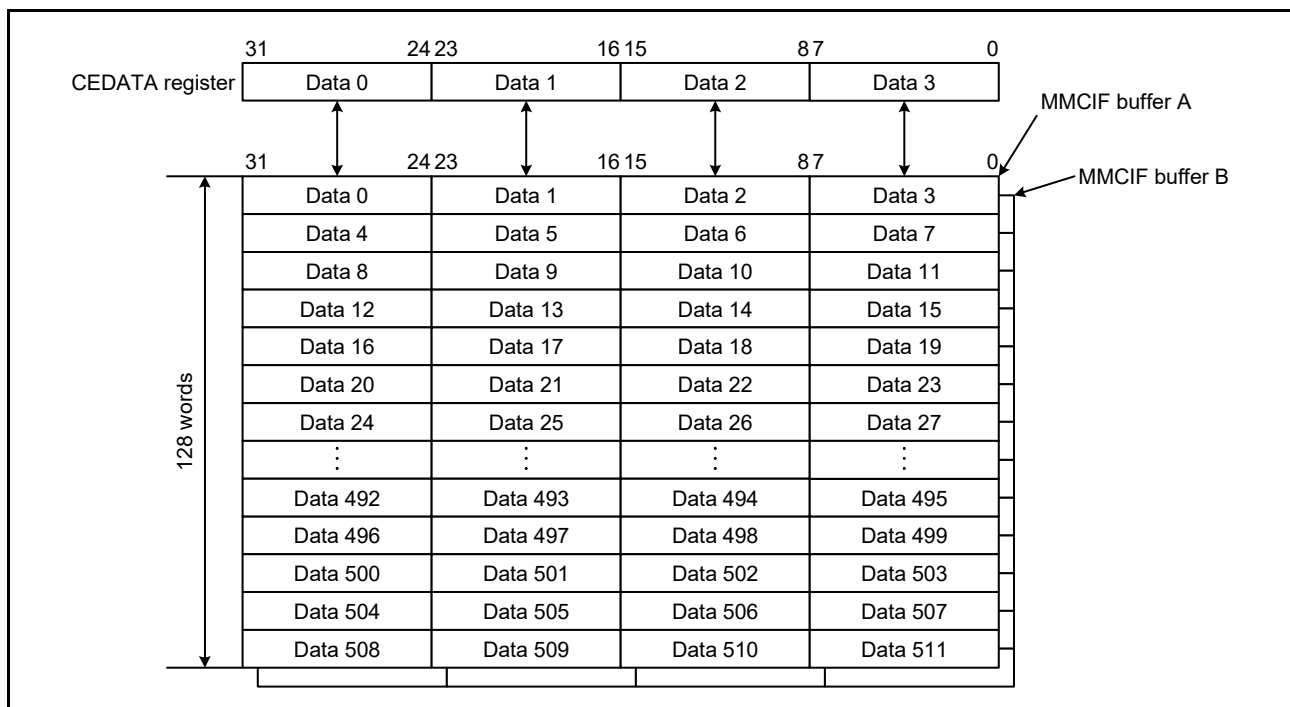 31 24 23 16 15 8 7 0
CEDATA register Data 0 Data 1 Data 2 Data 3
MMCIF buffer A
31 24 23 16 15 8 7 0
MMCIF buffer B
Data 0 Data 1 Data 2 Data 3
Data 4 Data 5 Data 6 Data 7
Data 8 Data 9 Data 10 Data 11
Data 12 Data 13 Data 14 Data 15
Data 16 Data 17 Data 18 Data 19
Data 20 Data 21 Data 22 Data 23
Data 24 Data 25 Data 26 Data 27
128 words
⋮ ⋮ ⋮ ⋮
Data 492 Data 493 Data 494 Data 495
Data 496 Data 497 Data 498 Data 499
Data 500 Data 501 Data 502 Data 503
Data 504 Data 505 Data 506 Data 507
Data 508 Data 509 Data 510 Data 511